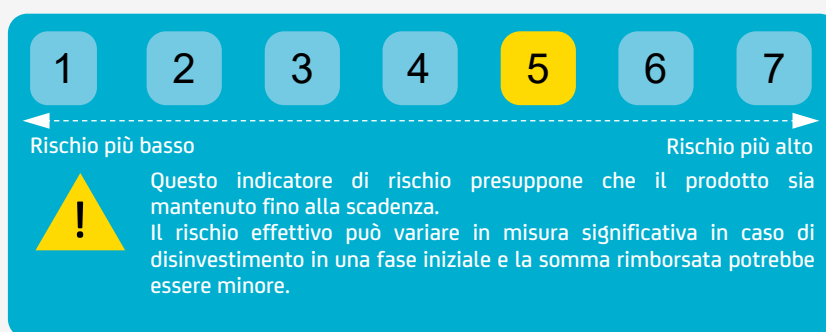 1 2 3 4 5 6 7
Rischio più basso Rischio più alto
!
Questo indicatore di rischio presuppone che il prodotto sia
mantenuto fino alla scadenza.
Il rischio effettivo può variare in misura significativa in caso di
disinvestimento in una fase iniziale e la somma rimborsata potrebbe
essere minore.